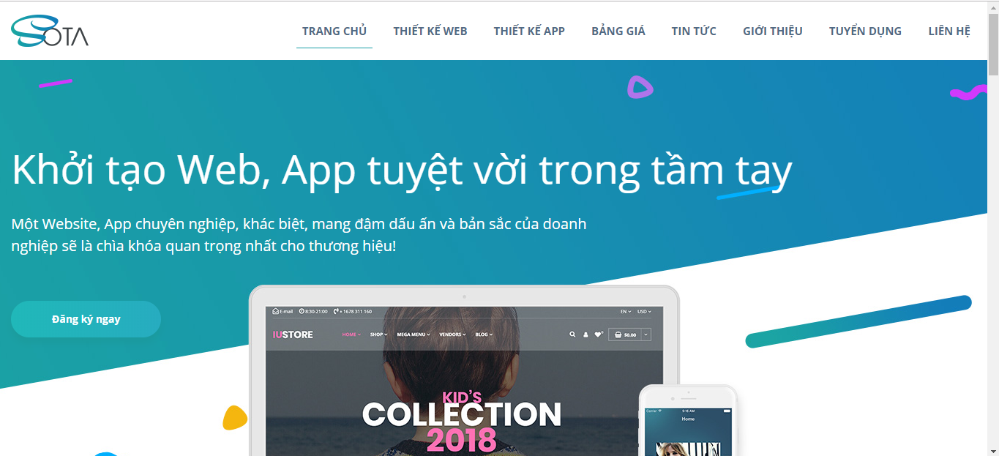 SOTA
TRANG CHỦ THIẾT KẾ WEB THIẾT KẾ APP BẢNG GIÁ TIN TỨC GIỚI THIỆU TUYỂN DỤNG LIÊN HỆ
Khởi tạo Web, App tuyệt vời trong tầm tay
Một Website, App chuyên nghiệp, khác biệt, mang đậm dấu ấn và bản sắc của doanh
nghiệp sẽ là chìa khóa quan trọng nhất cho thương hiệu!
Đăng ký ngay
E-mail 8:30-21:00 + 1678 311 160 EN USD
IUSTORE HOME SHOP MEGA MENU VENDORS BLOG $0.00
KID'S
COLLECTION
2018
Carrier 9:16 AM
Home